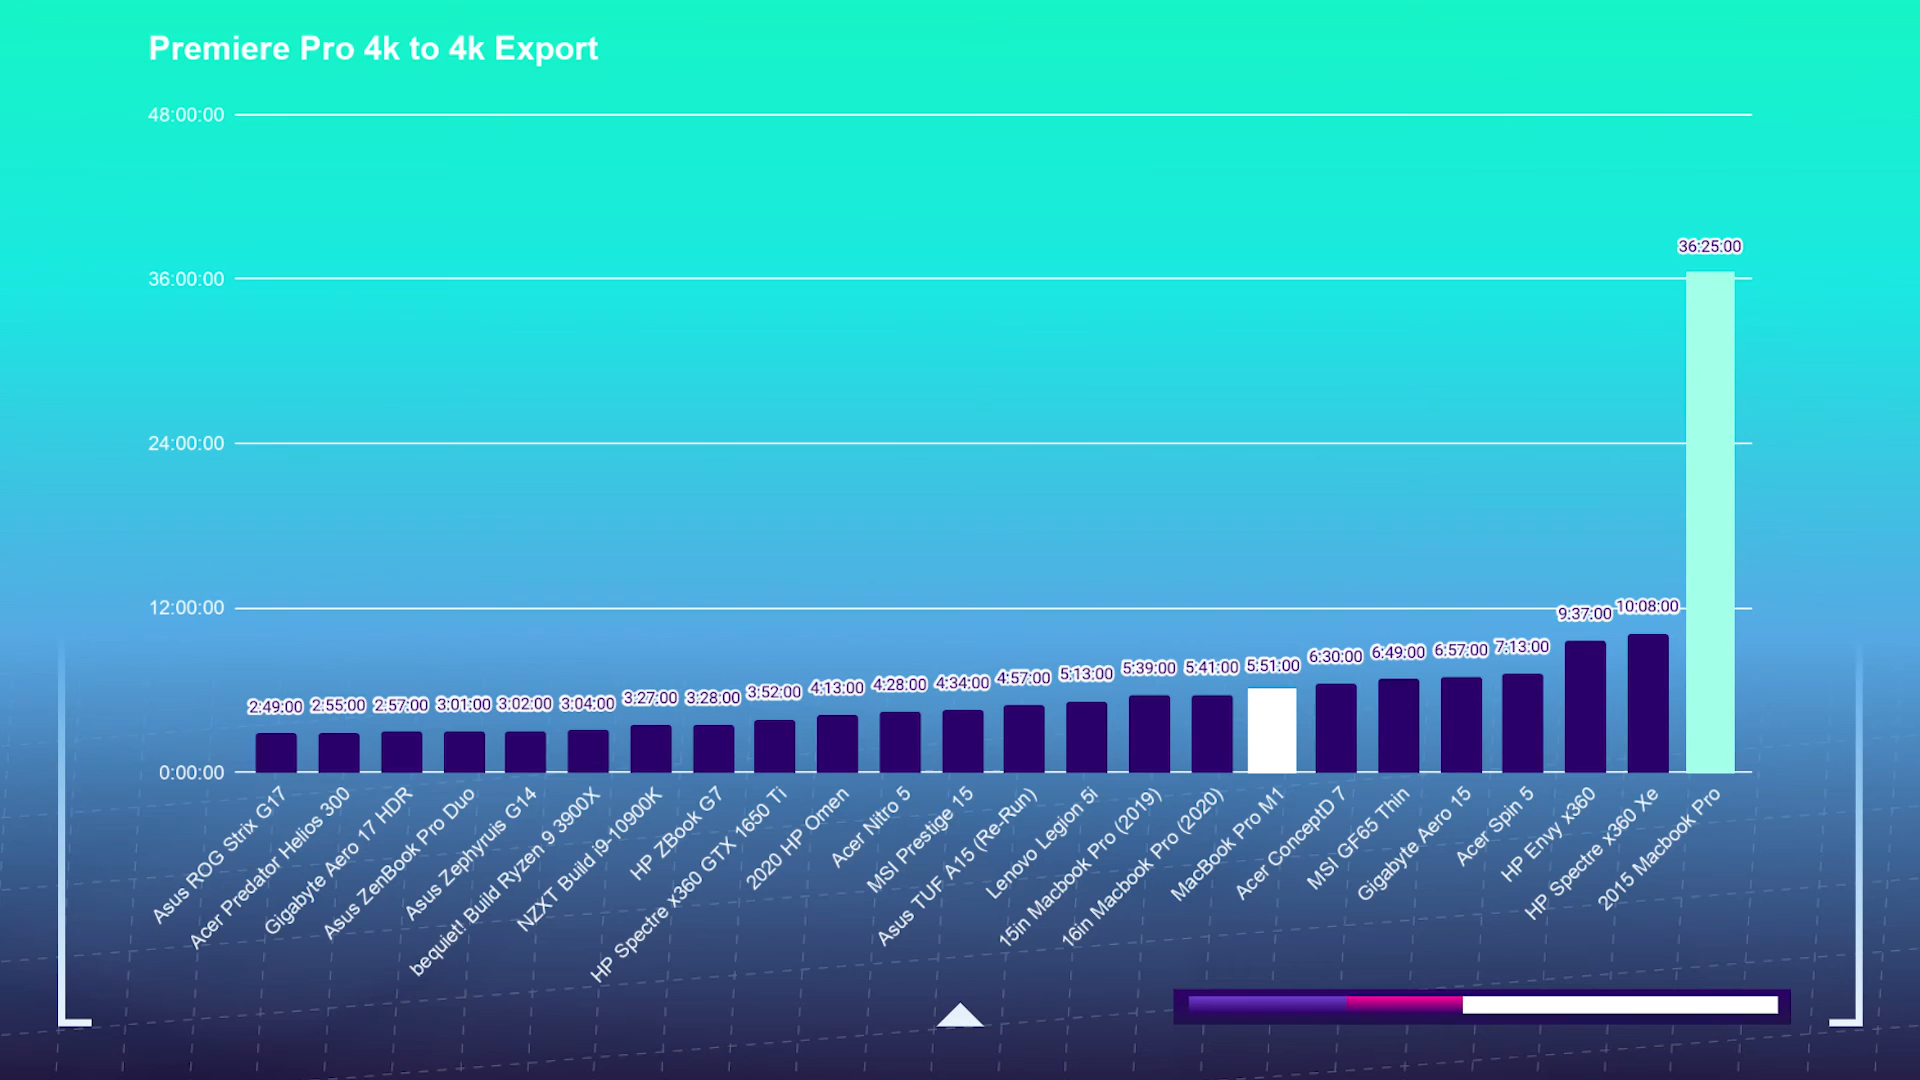 Premiere Pro 4k to 4k Export
48:00:00
36:00:00
24:00:00
12:00:00
0:00:00
2:49:00
2:55:00
2:57:00
3:01:00
3:02:00
3:04:00
3:27:00
3:28:00
3:52:00
4:13:00
4:28:00
4:34:00
4:57:00
5:13:00
5:39:00
5:41:00
5:51:00
6:30:00
6:49:00
6:57:00
7:13:00
9:37:00
10:08:00
36:25:00
Asus ROG Strix G17
Acer Predator Helios 300
Gigabyte Aero 17 HDR
Asus ZenBook Pro Duo
Asus Zephyruis G14
bequiet! Build Ryzen 9 3900X
NZXT Build i9-10900K
HP ZBook G7
HP Spectre x360 GTX 1650 Ti
2020 HP Omen
Acer Nitro 5
MSI Prestige 15
Asus TUF A15 (Re-Run)
Lenovo Legion 5i
15in Macbook Pro (2019)
16in Macbook Pro (2020)
MacBook Pro M1
Acer ConceptD 7
MSI GF65 Thin
Gigabyte Aero 15
Acer Spin 5
HP Envy x360
HP Spectre x360 Xe
2015 Macbook Pro